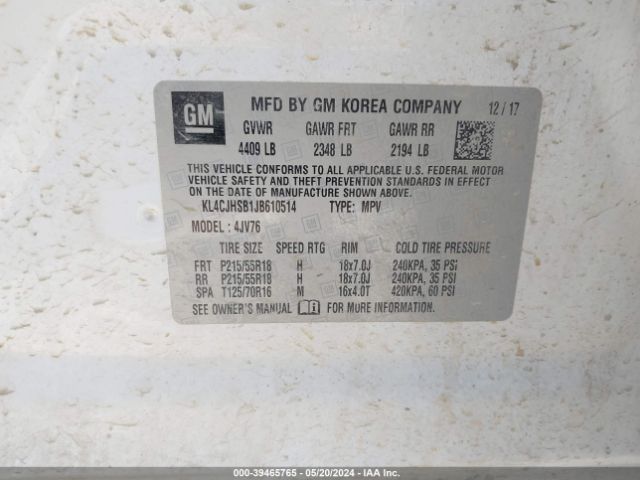 GM
MFD BY GM KOREA COMPANY 12/17
GVWR GAWR FRT GAWR RR
4409 LB 2348 LB 2194 LB
THIS VEHICLE CONFORMS TO ALL APPLICABLE U.S. FEDERAL MOTOR
VEHICLE SAFETY AND THEFT PREVENTION STANDARDS IN EFFECT
ON THE DATE OF MANUFACTURE SHOWN ABOVE.
KL4CJHSB1JB610514 TYPE: MPV
MODEL : 4JV76
TIRE SIZE SPEED RTG RIM COLD TIRE PRESSURE
FRT P215/55R18 H 18x7.0J 240KPA, 35 PSI
RR P215/55R18 H 18x7.0J 240KPA, 35 PSI
SPA T125/70R16 M 16x4.0T 420KPA, 60 PSI
SEE OWNER'S MANUAL FOR MORE INFORMATION.
000-39465765 - 05/20/2024 - IAA Inc.